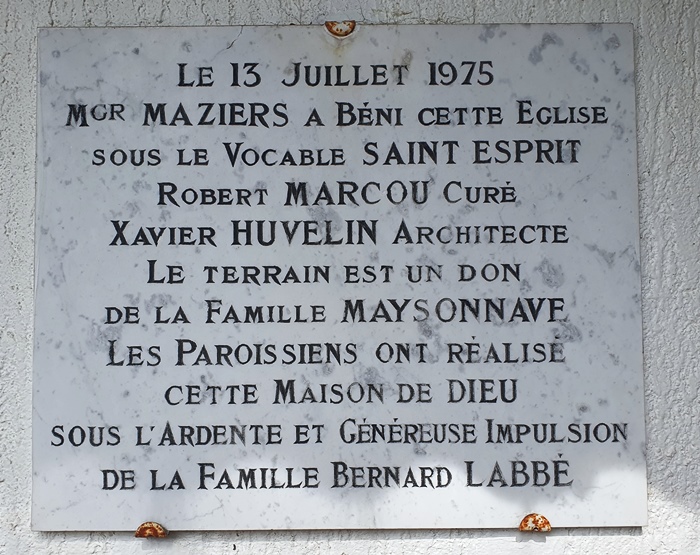 LE 13 JUILLET 1975
MGR MAZIERS A BÉNI CETTE EGLISE
SOUS LE VOCABLE SAINT ESPRIT
ROBERT MARCOU CURÉ
XAVIER HUVELIN ARCHITECTE
LE TERRAIN EST UN DON
DE LA FAMILLE MAYSONNAVE
LES PAROISSIENS ONT RÉALISÉ
CETTE MAISON DE DIEU
SOUS L'ARDENTE ET GÉNÉREUSE IMPULSION
DE LA FAMILLE BERNARD LABBÉ